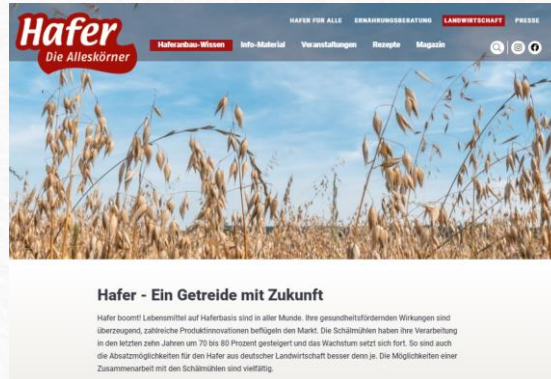 HAFER FÜR ALLE ERNÄHRUNGSBERATUNG LANDWIRTSCHAFT PRESSE
Hafer
Die Alleskörner
Haferanbau-Wissen Info-Material Veranstaltungen Rezepte Magazin
Hafer - Ein Getreide mit Zukunft
Hafer boomt! Lebensmittel auf Haferbasis sind in aller Munde. Ihre gesundheitsfördernden Wirkungen sind
überzeugend, zahlreiche Produktinnovationen beflügeln den Markt. Die Schälmühlen haben ihre Verarbeitung
in den letzten zehn Jahren um 70 bis 80 Prozent gesteigert und das Wachstum setzt sich fort. So sind auch
die Absatzmöglichkeiten für den Hafer aus deutscher Landwirtschaft besser denn je. Die Möglichkeiten einer
Zusammenarbeit mit den Schälmühlen sind vielfältig.